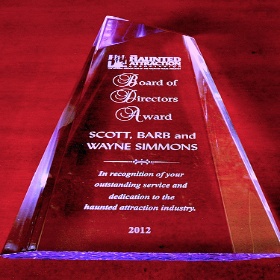 HAUNTED
ATTRACTION
Board of
Directors
Award
SCOTT, BARB and
WAYNE SIMMONS
In recognition of your
outstanding service and
dedication to the
haunted attraction industry.
2012